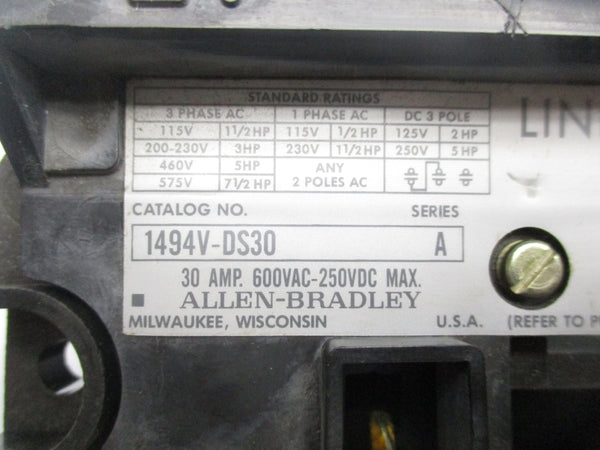 STANDARD RATINGS
3 PHASE AC 1 PHASE AC DC 3 POLE
115V 1 1/2 HP 115V 1/2 HP 125V 2 HP
200-230V 3HP 230V 1 1/2 HP 250V 5 HP
460V 5HP ANY
575V 7 1/2 HP 2 POLES AC
LIN
CATALOG NO. SERIES
1494V-DS30 A
30 AMP. 600VAC-250VDC MAX.
ALLEN-BRADLEY
MILWAUKEE, WISCONSIN U.S.A. (REFER TO